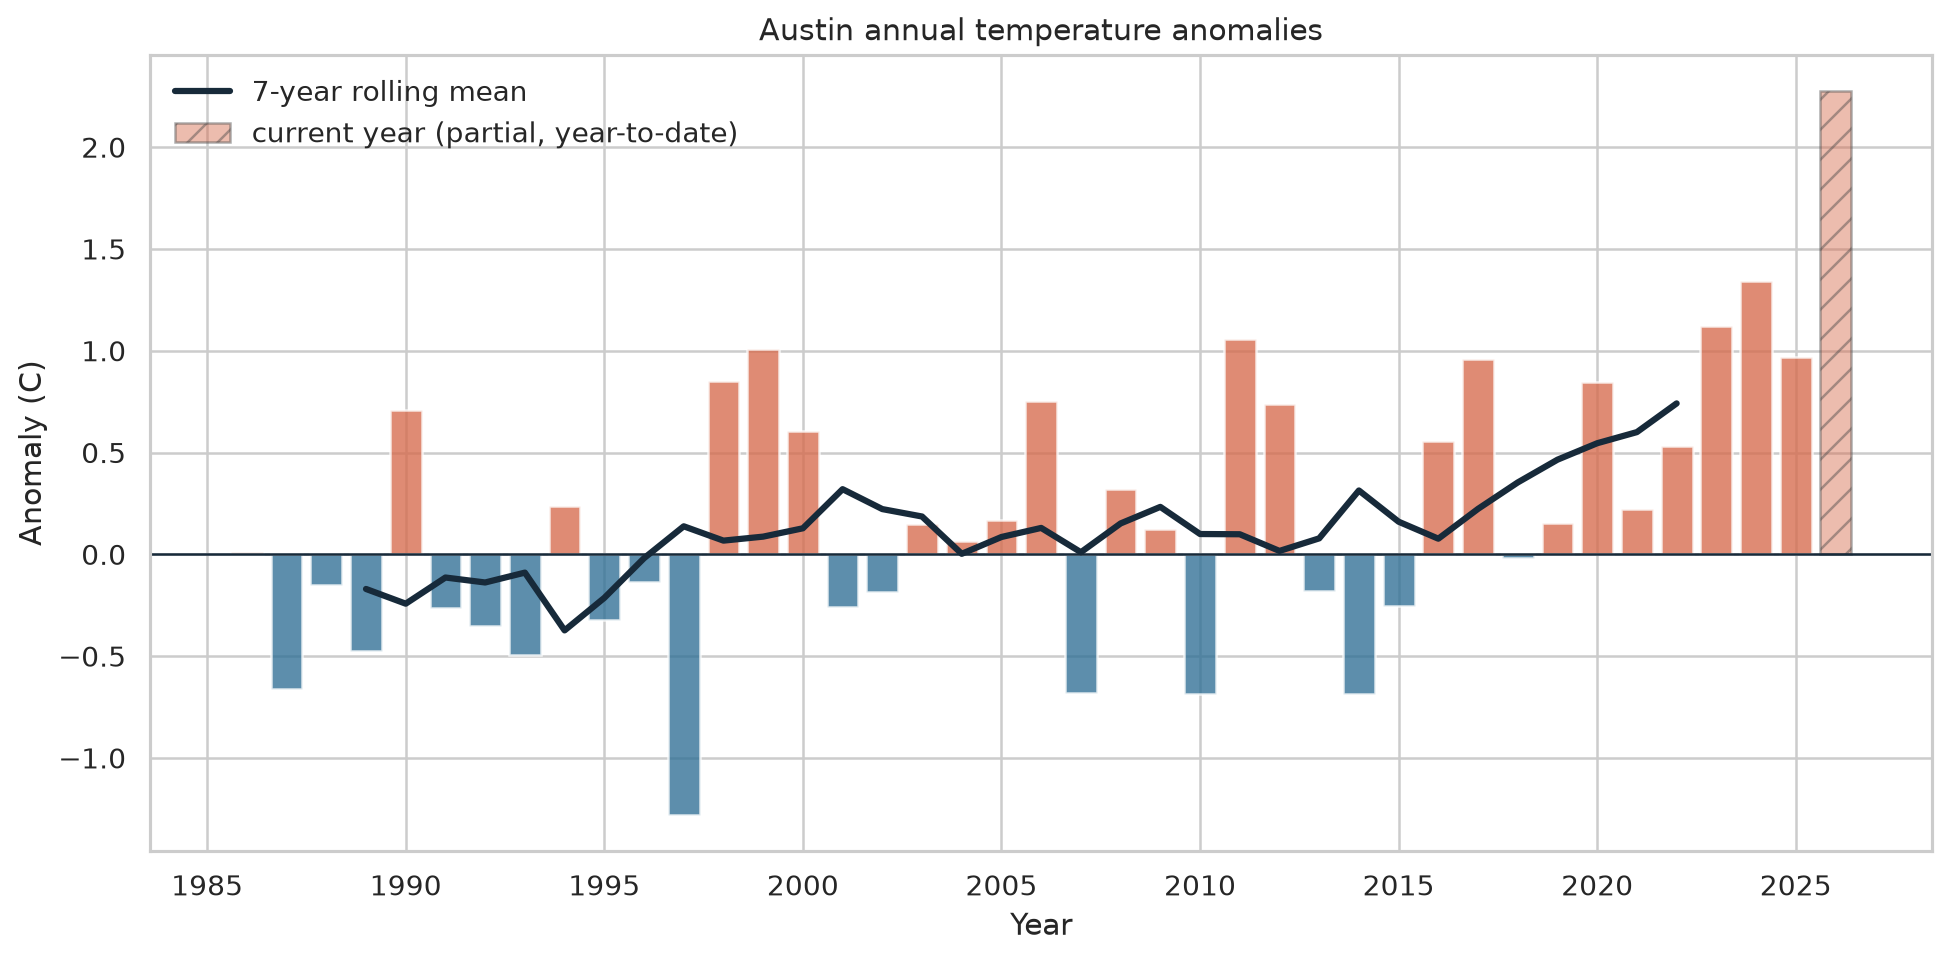 Austin annual temperature anomalies
7-year rolling mean
current year (partial, year-to-date)
2.0
1.5
1.0
0.5
0.0
−0.5
−1.0
Anomaly (C)
1985 1990 1995 2000 2005 2010 2015 2020 2025
Year